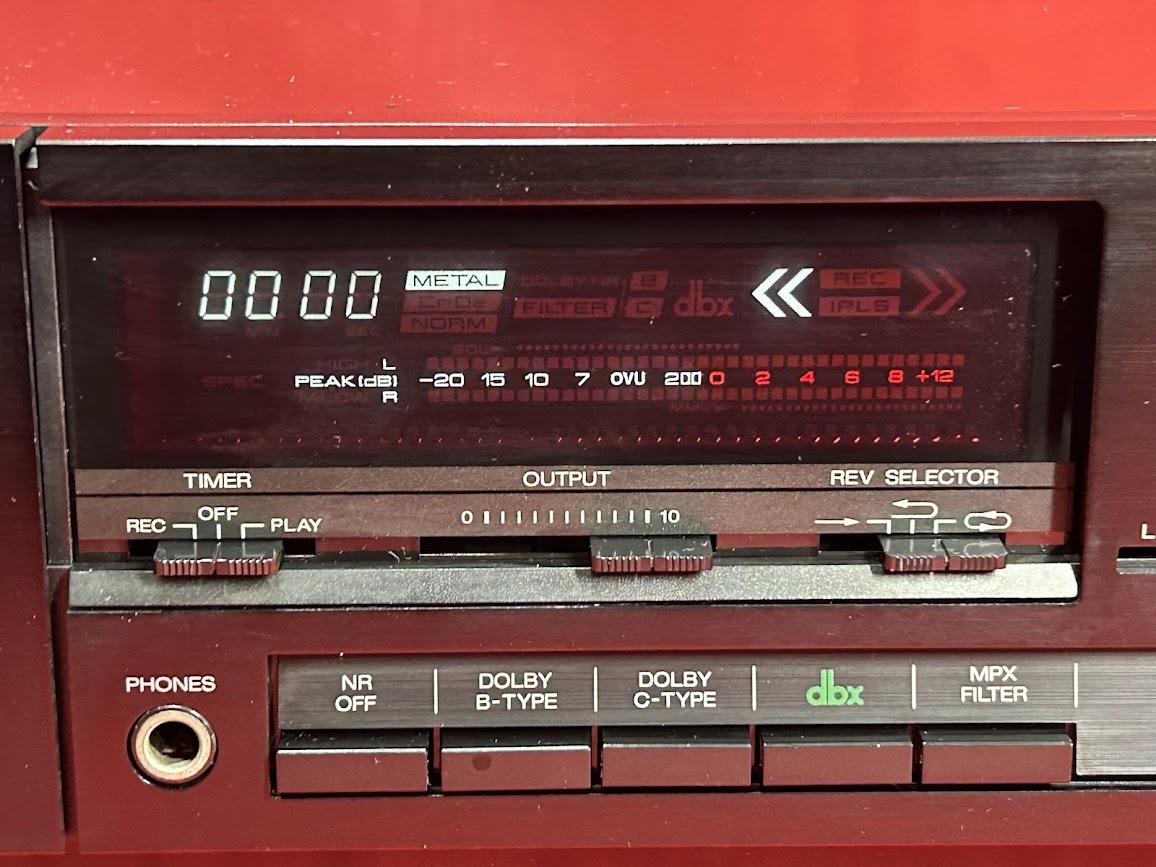 0000
METAL
DOLBY NR B
REC
CrO2
FILTER
C
dbx
IPLS
MIN SEC
NORM
L
SPEC
PEAK(dB) -20 15 10 7 0VU 200 0 2 4 6 8 +12
R
TIMER
OUTPUT
REV SELECTOR
REC
OFF
PLAY
0
10
L
PHONES
NR
OFF
DOLBY
B-TYPE
DOLBY
C-TYPE
dbx
MPX
FILTER